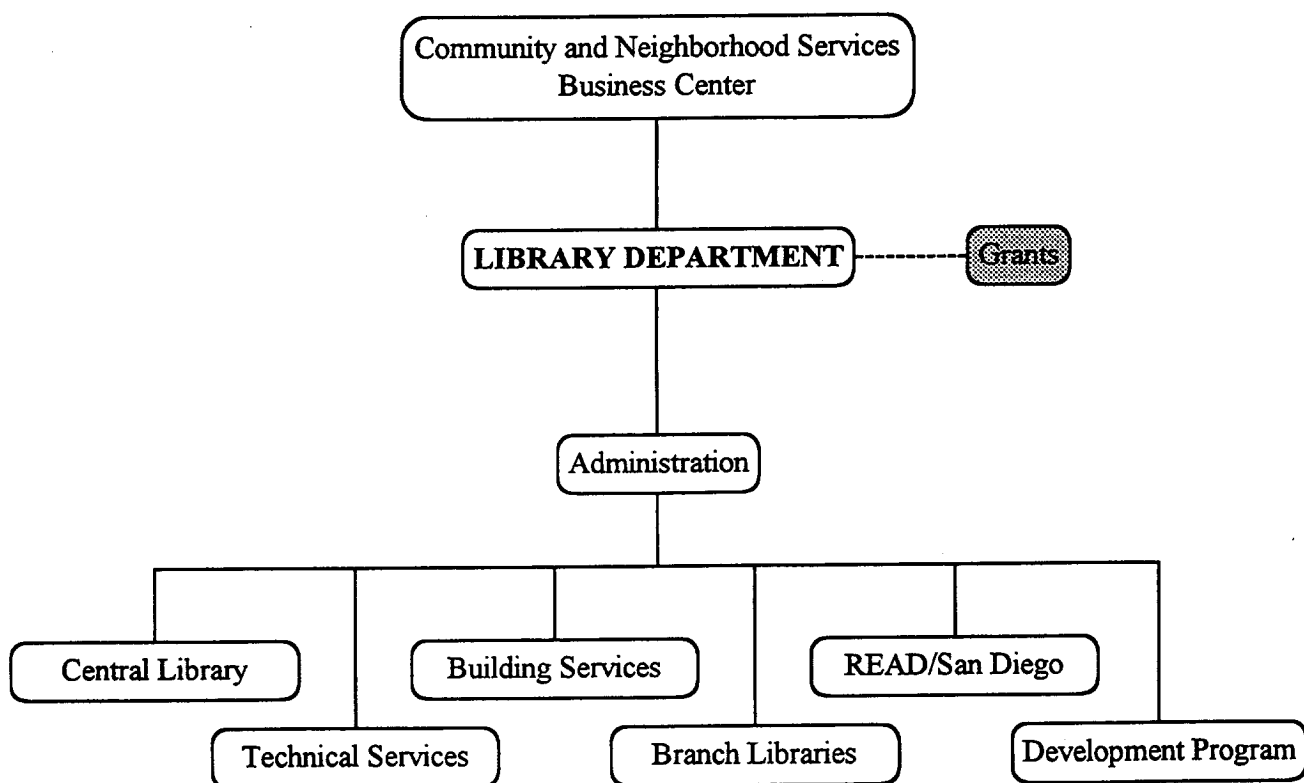 Community and Neighborhood Services
Business Center
LIBRARY DEPARTMENT
Grants
Administration
Central Library
Building Services
READ/San Diego
Technical Services
Branch Libraries
Development Program